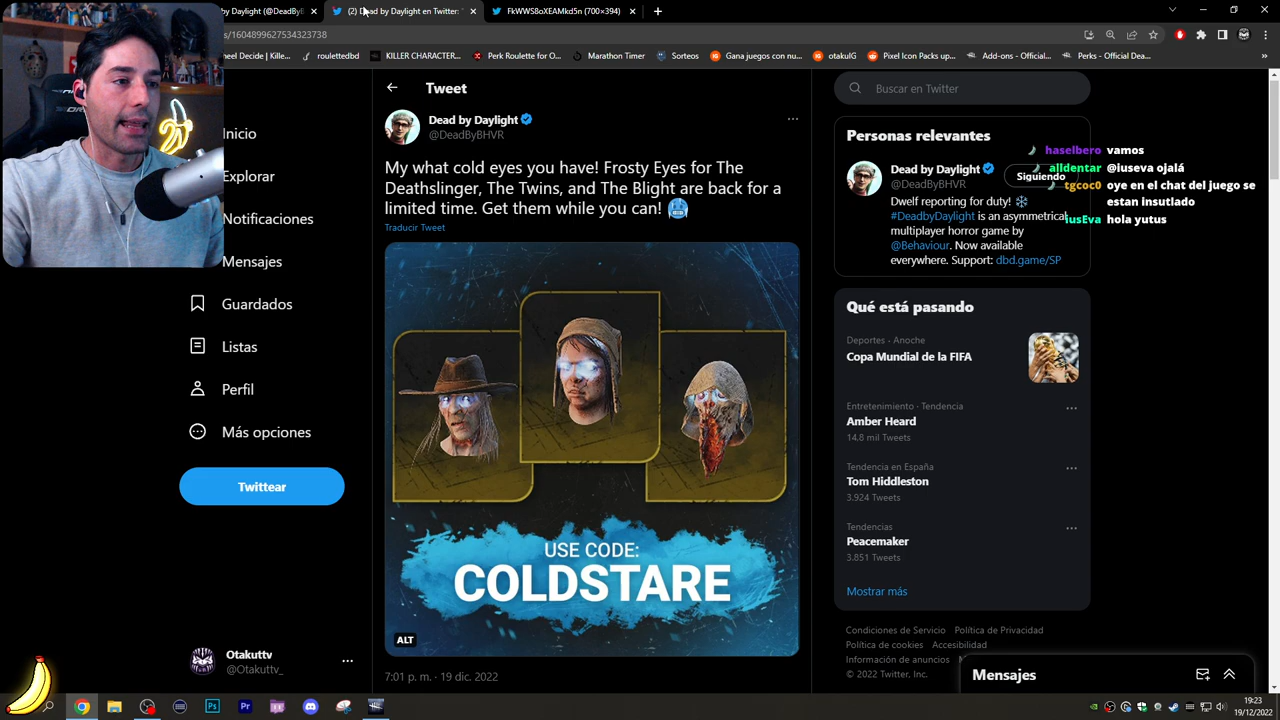 by Daylight (@DeadByB
(2) Dead by Daylight en Twitter: "
FkWWS8oXEAMkd5n (700×394)
s/1604899627534323738
ned Decide | Kille...
roulettedbd
KILLER CHARACTER...
Perk Roulette for O...
Marathon Timer
Sorteos
Gana juegos con nu...
otakulG
Pixel Icon Packs -...
Add-ons - Official...
Perks - Official De...
Inicio
Explorar
Notificaciones
Mensajes
Guardados
Listas
Perfil
Más opciones
Twittear
Otakuttv
@Otakuttv_
Tweet
Dead by Daylight
@DeadByBHVR
My what cold eyes you have! Frosty Eyes for The
Deathslinger, The Twins, and The Blight are back for a
limited time. Get them while you can!
Traducir Tweet
USE CODE:
COLDSTARE
ALT
7:01 p. m. · 19 dic. 2022
Buscar en Twitter
Personas relevantes
Dead by Daylight
@DeadByBHVR
Siguiendo
Dwelf reporting for duty!
#DeadbyDaylight is an asymmetrical
multiplayer horror game by
@Behaviour. Now available
everywhere. Support: dbd.game/SP
haselbero vamos
alldentar @iuseva ojalá
tgcoc0 oye en el chat del juego se
estan insutlado
iusEva hola yutus
Qué está pasando
Deportes · Anoche
Copa Mundial de la FIFA
Entretenimiento · Tendencia
Amber Heard
14,8 mil Tweets
Tendencia en España
Tom Hiddleston
3.924 Tweets
Tendencias
Peacemaker
3.851 Tweets
Mostrar más
Condiciones de Servicio Política de Privacidad
Política de cookies Accesibilidad
Información de anuncios
© 2022 Twitter, Inc.
Mensajes
Ps
Pr
19:23
19/12/2022